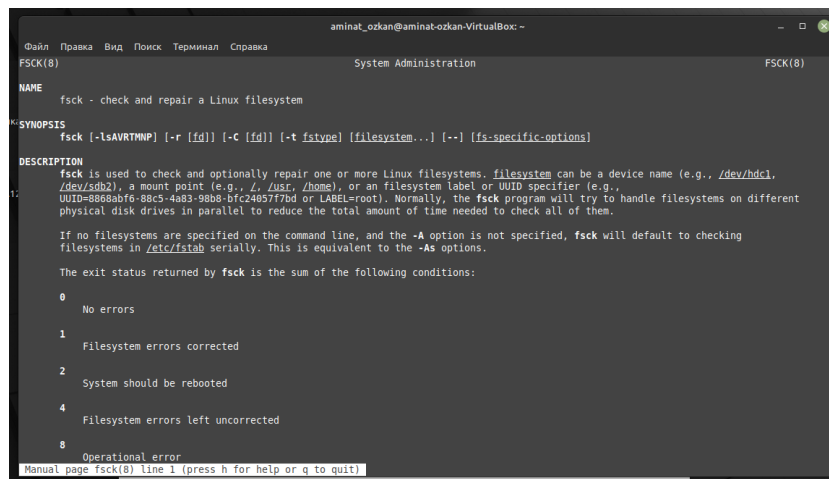 aminat_ozkan@aminat-ozkan-VirtualBox: ~
Файл Правка Вид Поиск Терминал Справка
FSCK(8) System Administration FSCK(8)
NAME
fsck - check and repair a Linux filesystem
SYNOPSIS
fsck [-lsAVRTMNP] [-r [fd]] [-C [fd]] [-t fstype] [filesystem...] [--] [fs-specific-options]
DESCRIPTION
fsck is used to check and optionally repair one or more Linux filesystems. filesystem can be a device name (e.g., /dev/hdc1,
/dev/sdb2), a mount point (e.g., /, /usr, /home), or an filesystem label or UUID specifier (e.g.,
UUID=8868abf6-88c5-4a83-98b8-bfc24057f7bd or LABEL=root). Normally, the fsck program will try to handle filesystems on different
physical disk drives in parallel to reduce the total amount of time needed to check all of them.
If no filesystems are specified on the command line, and the -A option is not specified, fsck will default to checking
filesystems in /etc/fstab serially. This is equivalent to the -As options.
The exit status returned by fsck is the sum of the following conditions:
0
No errors
1
Filesystem errors corrected
2
System should be rebooted
4
Filesystem errors left uncorrected
8
Operational error
Manual page fsck(8) line 1 (press h for help or q to quit)